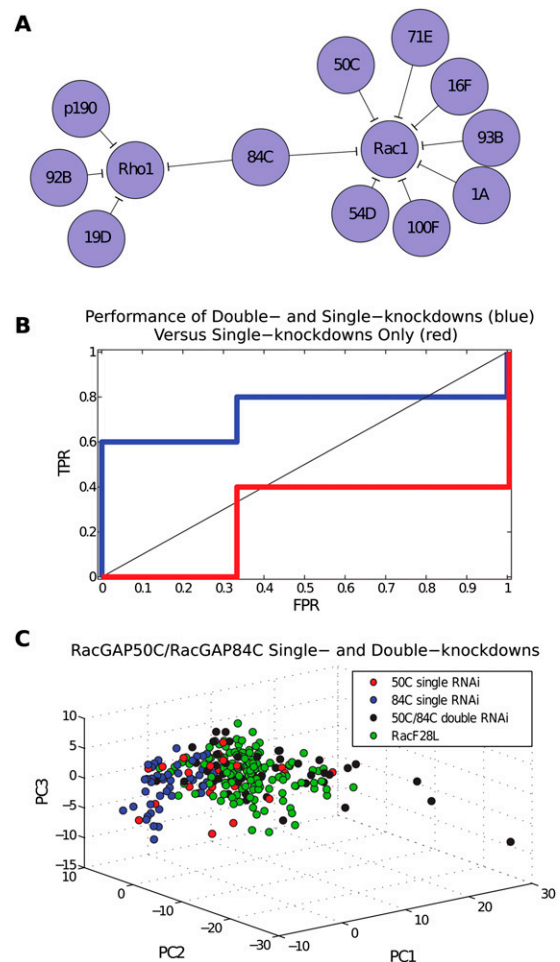 A
p190
92B
19D
Rho1
84C
50C
71E
16F
Rac1
93B
1A
54D
100F
B
Performance of Double− and Single−knockdowns (blue)
Versus Single−knockdowns Only (red)
TPR
1
0.8
0.6
0.4
0.2
0
0 0.1 0.2 0.3 0.4 0.5 0.6 0.7 0.8 0.9 1
FPR
C
RacGAP50C/RacGAP84C Single− and Double−knockdowns
50C single RNAi
84C single RNAi
50C/84C double RNAi
RacF28L
PC3
10
5
0
−5
−10
−15
10
0
−10
−20
−30
PC2
−10
0
10
20
30
PC1